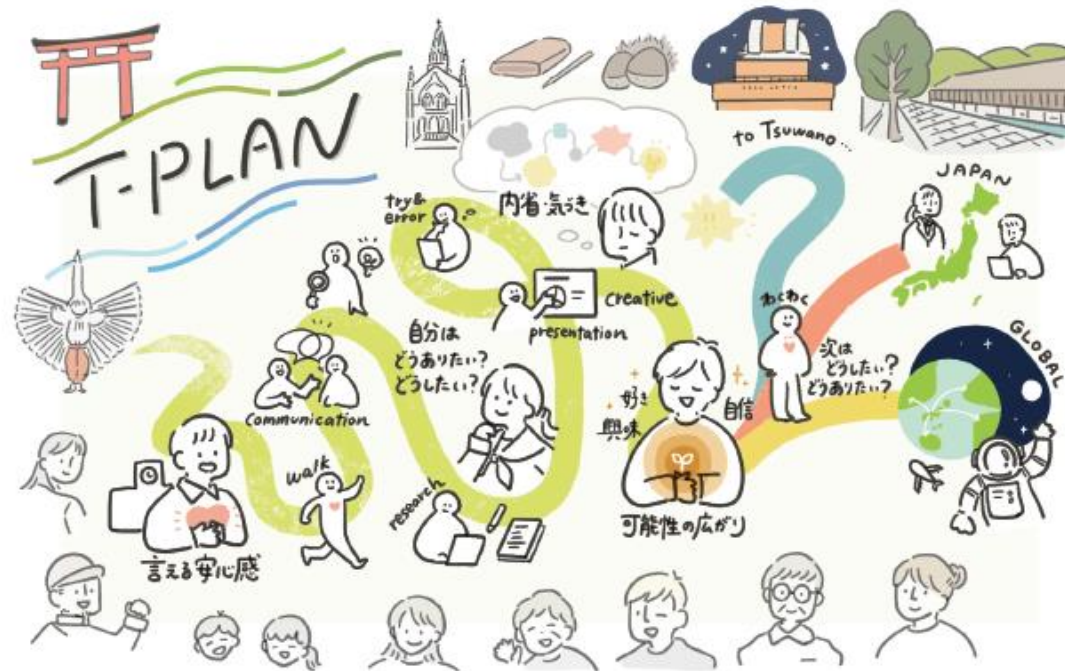 T-PLAN
to Tsuwano...
JAPAN
try&
error
内省・気づき
creative
presentation
わくわく
GLOBAL
自分は
どうありたい?
どうしたい?
次は
どうしたい?
どうありたい?
communication
好き
興味
自信
walk
research
可能性の広がり
言える安心感